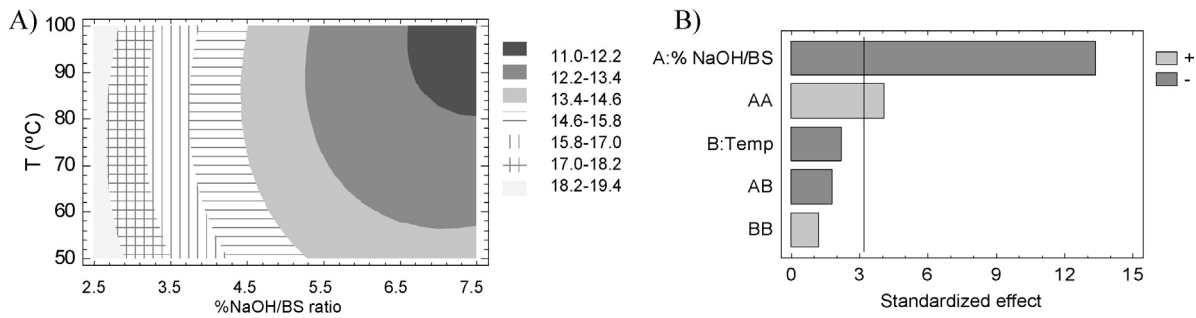 A)
T (ºC)
100
90
80
70
60
50
2.5
3.5
4.5
5.5
6.5
7.5
%NaOH/BS ratio
11.0-12.2
12.2-13.4
13.4-14.6
14.6-15.8
15.8-17.0
17.0-18.2
18.2-19.4
B)
A:% NaOH/BS
AA
B:Temp
AB
BB
0
3
6
9
12
15
Standardized effect
+
-